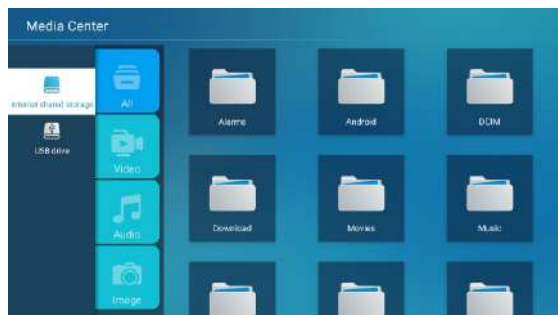 Media Center
Internal shared storage
USB drive
All
Video
Audio
Image
Alarms
Android
DCIM
Download
Movies
Music